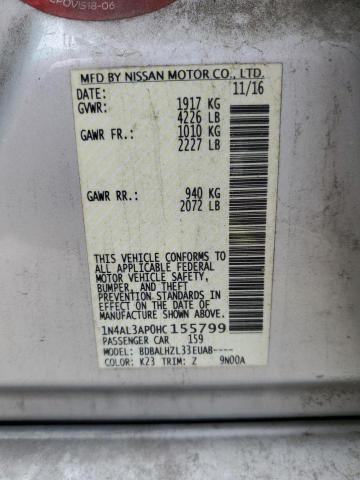 CPOV1S18-06
MFD BY NISSAN MOTOR CO., LTD.
DATE: 11/16
GVWR: 1917 KG
4226 LB
GAWR FR.: 1010 KG
2227 LB
GAWR RR.: 940 KG
2072 LB
THIS VEHICLE CONFORMS TO
ALL APPLICABLE FEDERAL
MOTOR VEHICLE SAFETY,
BUMPER, AND THEFT
PREVENTION STANDARDS
IN EFFECT ON THE DATE OF
MANUFACTURE SHOWN ABOVE.
1N4AL3AP0HC155799
PASSENGER CAR 159
MODEL: BDBALHZL33EUAB----
COLOR: K23 TRIM: Z 9N00A